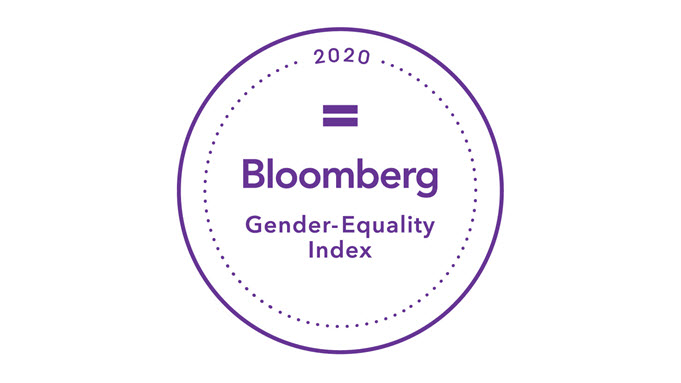 2020
=
Bloomberg
Gender-Equality
Index